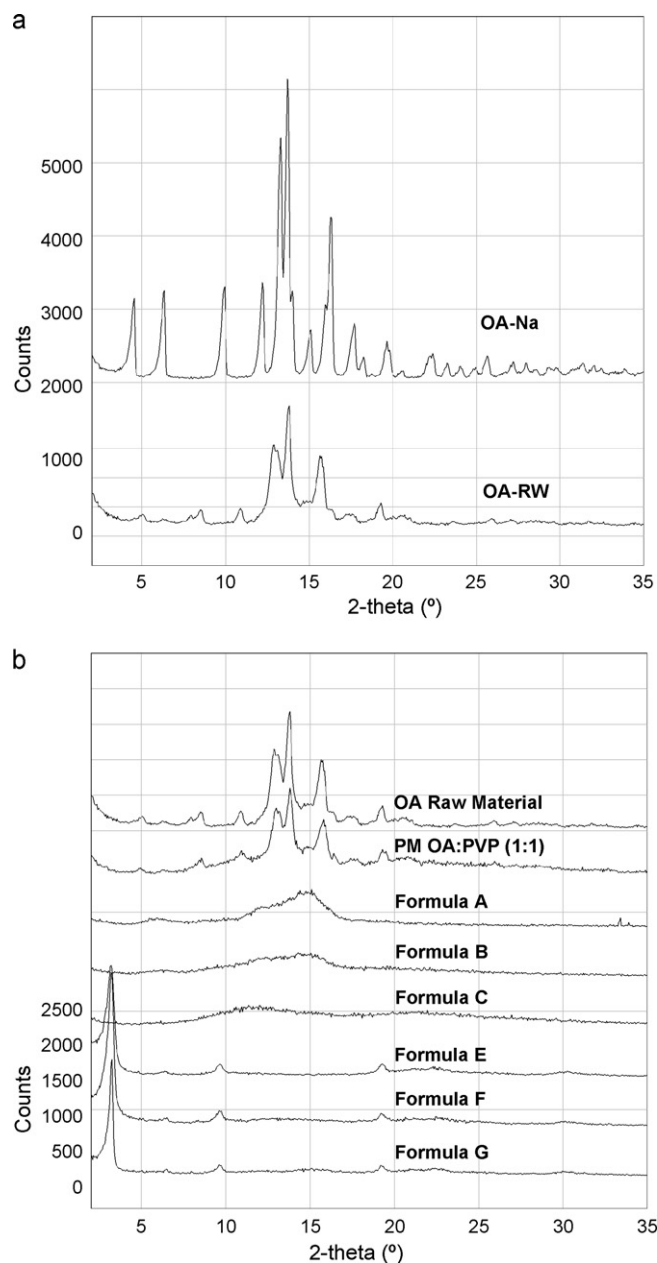 a
5000
4000
3000
2000
1000
0
Counts
OA-Na
OA-RW
5 10 15 20 25 30 35
2-theta (º)
b
OA Raw Material
PM OA:PVP (1:1)
Formula A
Formula B
Formula C
Formula E
Formula F
Formula G
2500
2000
1500
1000
500
0
Counts
5 10 15 20 25 30 35
2-theta (º)